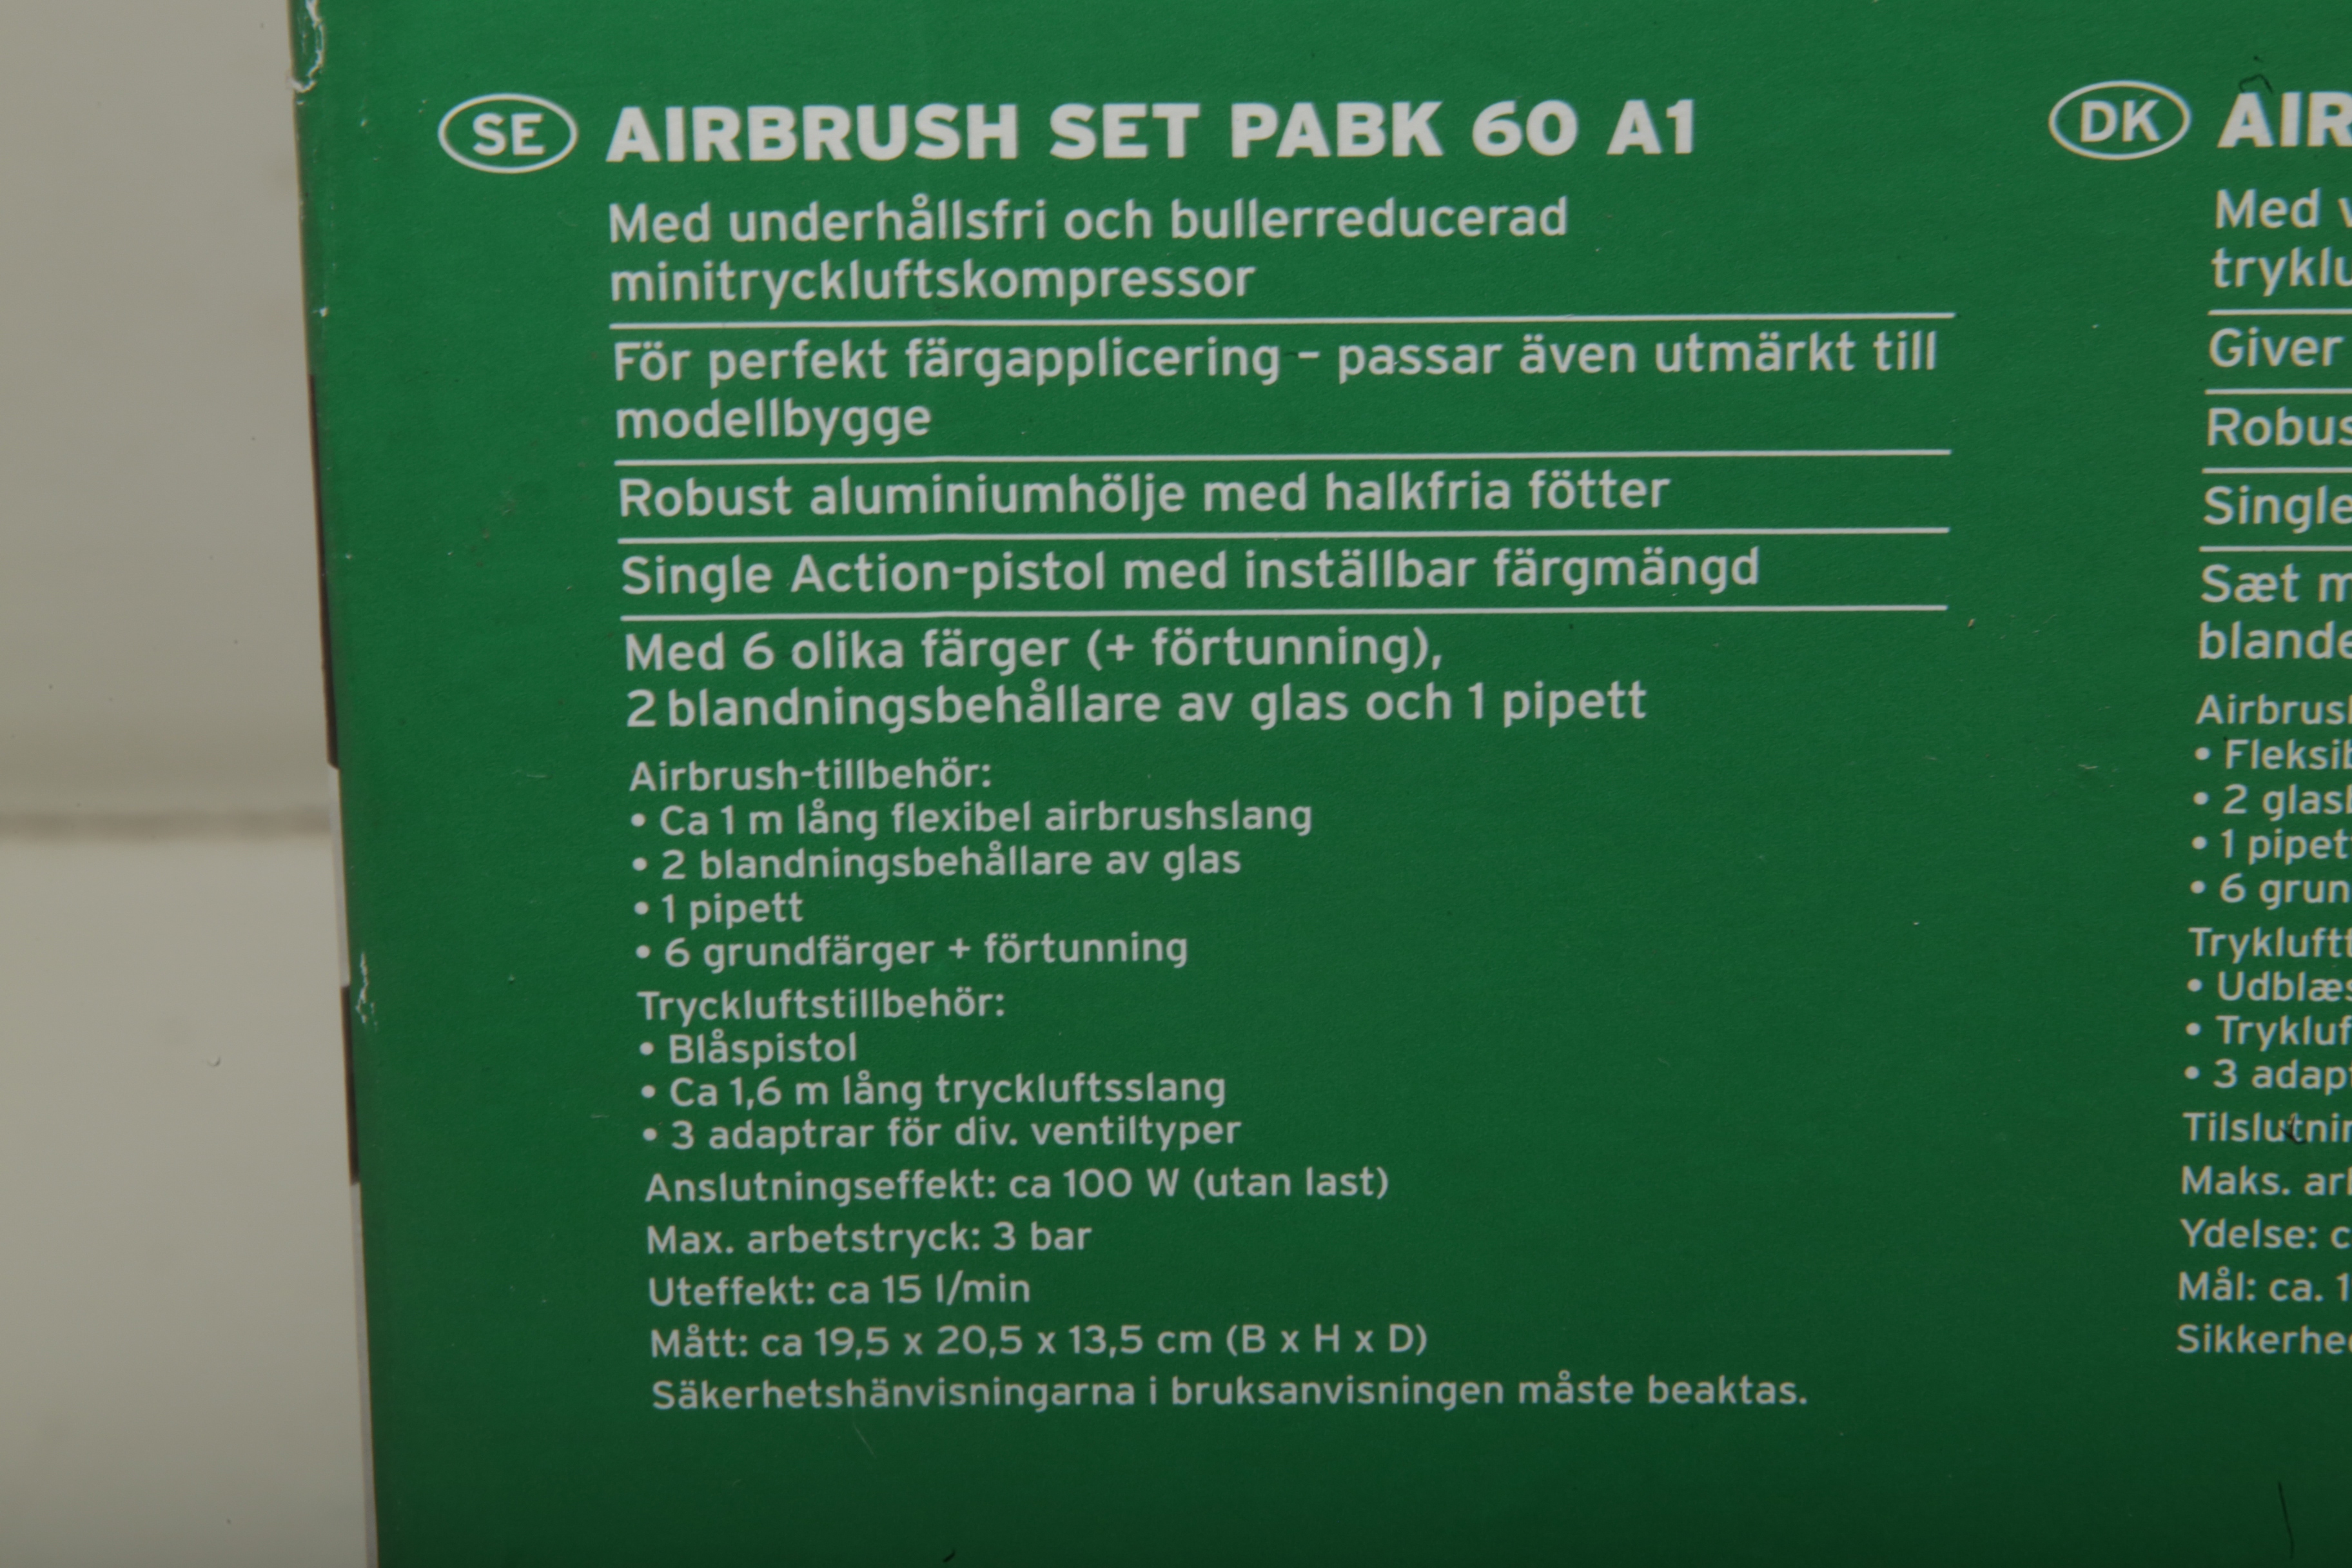 SE AIRBRUSH SET PABK 60 A1
Med underhållsfri och bullerreducerad
minitryckluftskompressor
För perfekt färgapplicering – passar även utmärkt till
modellbygge
Robust aluminiumhölje med halkfria fötter
Single Action-pistol med inställbar färgmängd
Med 6 olika färger (+ förtunning),
2 blandningsbehållare av glas och 1 pipett
Airbrush-tillbehör:
• Ca 1 m lång flexibel airbrushslang
• 2 blandningsbehållare av glas
• 1 pipett
• 6 grundfärger + förtunning
Tryckluftstillbehör:
• Blåspistol
• Ca 1,6 m lång tryckluftsslang
• 3 adaptrar för div. ventiltyper
Anslutningseffekt: ca 100 W (utan last)
Max. arbetstryck: 3 bar
Uteffekt: ca 15 l/min
Mått: ca 19,5 x 20,5 x 13,5 cm (B x H x D)
Säkerhetshänvisningarna i bruksanvisningen måste beaktas.
DK
Med
Giver
Single
Sæt
• 2
• 1
• 6
• 3
Maks.
Ydelse:
Mål: ca.